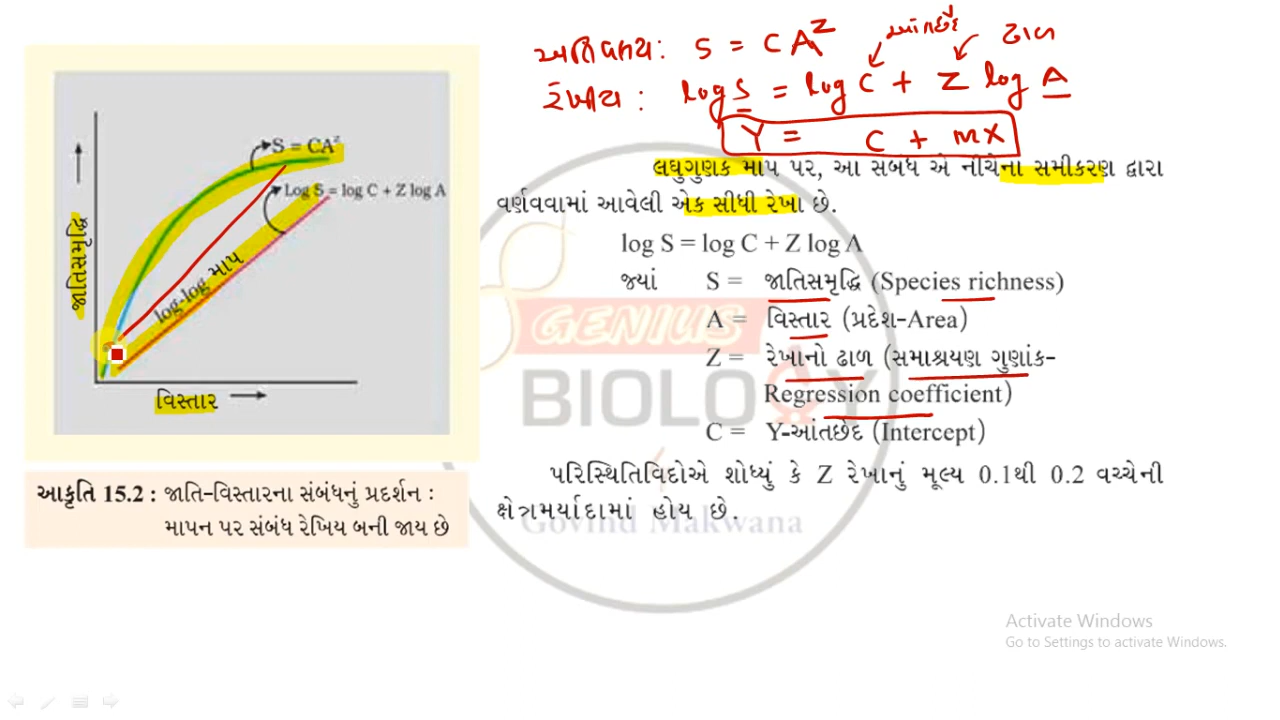 અતિવલય: S = CA^Z
આંતછેદ
ઢાળ
રેખીય: log S = log C + Z log A
Y = C + mX
લઘુગુણક માપ પર, આ સંબંધ એ નીચેના સમીકરણ દ્વારા
વર્ણવવામાં આવેલી એક સીધી રેખા છે.
log S = log C + Z log A
જ્યાં S = જાતિસમૃદ્ધિ (Species richness)
A = વિસ્તાર (પ્રદેશ-Area)
Z = રેખાનો ઢાળ (સમાશ્રયણ ગુણાંક-
Regression coefficient)
C = Y-આંતછેદ (Intercept)
પરિસ્થિતિવિદોએ શોધ્યું કે Z રેખાનું મૂલ્ય 0.1થી 0.2 વચ્ચેની
ક્ષેત્રમર્યાદામાં હોય છે.
જાતિસમૃદ્ધિ
S = CA^Z
Log S = log C + Z log A
log-log માપ
વિસ્તાર
આકૃતિ 15.2 : જાતિ-વિસ્તારના સંબંધનું પ્રદર્શન :
માપન પર સંબંધ રેખિય બની જાય છે
GENIUS
BIOLOGY
Govind Makwana
Activate Windows
Go to Settings to activate Windows.